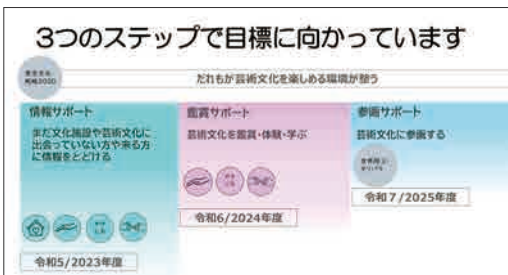 3つのステップで目標に向かっています
だれもが芸術文化を楽しめる環境が整う
情報サポート
まだ文化施設や芸術文化に
出会っていない方や来る方
に情報をとどける
令和5/2023年度
鑑賞サポート
芸術文化を鑑賞・体験・学ぶ
令和6/2024年度
参画サポート
芸術文化に参画する
令和7/2025年度